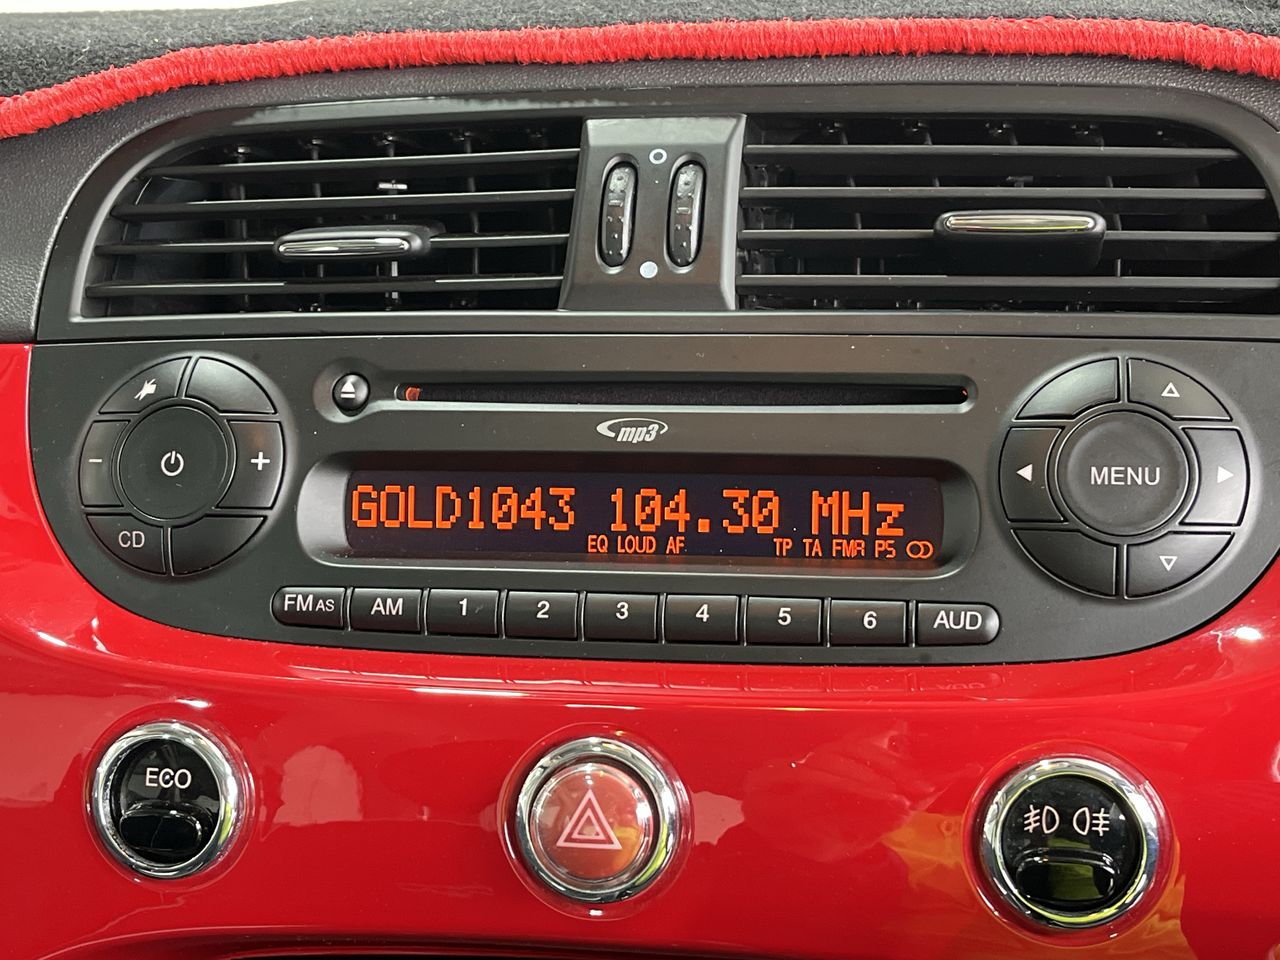 mp3
MENU
CD
GOLD1043 104.30 MHz
EQ LOUD AF TP TA FMR PS
FM AS AM 1 2 3 4 5 6 AUD
ECO